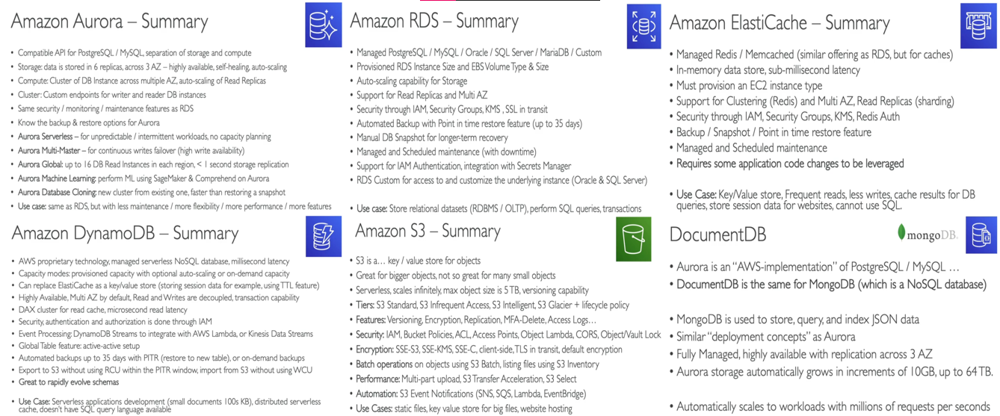 Amazon Aurora – Summary
• Compatible API for PostgreSQL / MySQL, separation of storage and compute
• Storage: data is stored in 6 replicas, across 3 AZ – highly available, self-healing, auto-scaling
• Compute: Cluster of DB Instance across multiple AZ, auto-scaling of Read Replicas
• Cluster: Custom endpoints for writer and reader DB instances
• Same security / monitoring / maintenance features as RDS
• Know the backup & restore options for Aurora
• Aurora Serverless – for unpredictable / intermittent workloads, no capacity planning
• Aurora Multi-Master – for continuous writes failover (high write availability)
• Aurora Global: up to 16 DB Read Instances in each region, < 1 second storage replication
• Aurora Machine Learning: perform ML using SageMaker & Comprehend on Aurora
• Aurora Database Cloning: new cluster from existing one, faster than restoring a snapshot
• Use case: same as RDS, but with less maintenance / more flexibility / more performance / more features
Amazon RDS – Summary
• Managed PostgreSQL / MySQL / Oracle / SQL Server / MariaDB / Custom
• Provisioned RDS Instance Size and EBS Volume Type & Size
• Auto-scaling capability for Storage
• Support for Read Replicas and Multi AZ
• Security through IAM, Security Groups, KMS , SSL in transit
• Automated Backup with Point in time restore feature (up to 35 days)
• Manual DB Snapshot for longer-term recovery
• Managed and Scheduled maintenance (with downtime)
• Support for IAM Authentication, integration with Secrets Manager
• RDS Custom for access to and customize the underlying instance (Oracle & SQL Server)
• Use case: Store relational datasets (RDBMS / OLTP), perform SQL queries, transactions
Amazon ElastiCache – Summary
• Managed Redis / Memcached (similar offering as RDS, but for caches)
• In-memory data store, sub-millisecond latency
• Must provision an EC2 instance type
• Support for Clustering (Redis) and Multi AZ, Read Replicas (sharding)
• Security through IAM, Security Groups, KMS, Redis Auth
• Backup / Snapshot / Point in time restore feature
• Managed and Scheduled maintenance
• Requires some application code changes to be leveraged
• Use Case: Key/Value store, Frequent reads, less writes, cache results for DB
queries, store session data for websites, cannot use SQL.
Amazon DynamoDB – Summary
• AWS proprietary technology, managed serverless NoSQL database, millisecond latency
• Capacity modes: provisioned capacity with optional auto-scaling or on-demand capacity
• Can replace ElastiCache as a key/value store (storing session data for example, using TTL feature)
• Highly Available, Multi AZ by default, Read and Writes are decoupled, transaction capability
• DAX cluster for read cache, microsecond read latency
• Security, authentication and authorization is done through IAM
• Event Processing: DynamoDB Streams to integrate with AWS Lambda, or Kinesis Data Streams
• Global Table feature: active-active setup
• Automated backups up to 35 days with PITR (restore to new table), or on-demand backups
• Export to S3 without using RCU within the PITR window, import from S3 without using WCU
• Great to rapidly evolve schemas
• Use Case: Serverless applications development (small documents 100s KB), distributed serverless
cache, doesn't have SQL query language available
Amazon S3 – Summary
• S3 is a… key / value store for objects
• Great for bigger objects, not so great for many small objects
• Serverless, scales infinitely, max object size is 5 TB, versioning capability
• Tiers: S3 Standard, S3 Infrequent Access, S3 Intelligent, S3 Glacier + lifecycle policy
• Features: Versioning, Encryption, Replication, MFA-Delete, Access Logs…
• Security: IAM, Bucket Policies, ACL, Access Points, Object Lambda, CORS, Object/Vault Lock
• Encryption: SSE-S3, SSE-KMS, SSE-C, client-side, TLS in transit, default encryption
• Batch operations on objects using S3 Batch, listing files using S3 Inventory
• Performance: Multi-part upload, S3 Transfer Acceleration, S3 Select
• Automation: S3 Event Notifications (SNS, SQS, Lambda, EventBridge)
• Use Cases: static files, key value store for big files, website hosting
DocumentDB
mongoDB.
• Aurora is an “AWS-implementation” of PostgreSQL / MySQL …
• DocumentDB is the same for MongoDB (which is a NoSQL database)
• MongoDB is used to store, query, and index JSON data
• Similar “deployment concepts” as Aurora
• Fully Managed, highly available with replication across 3 AZ
• Aurora storage automatically grows in increments of 10GB, up to 64 TB.
• Automatically scales to workloads with millions of requests per seconds